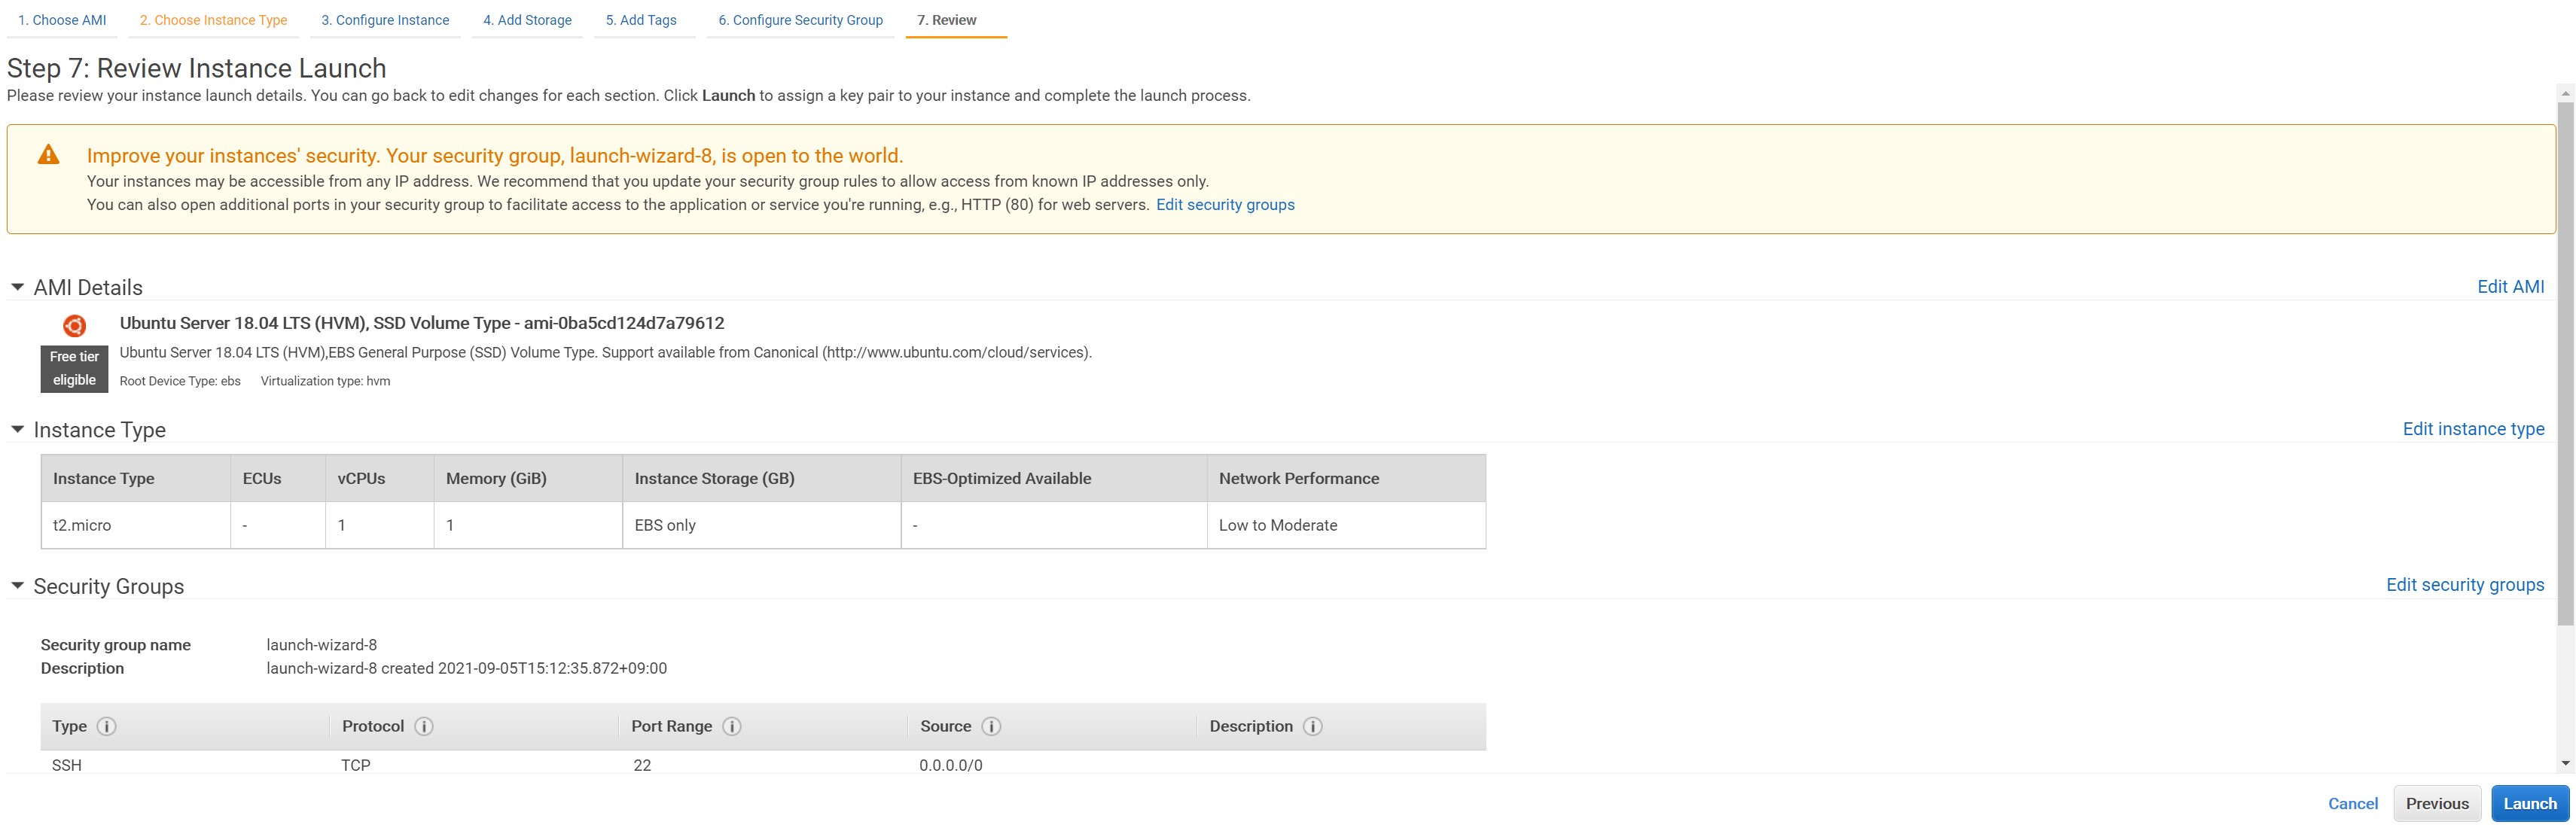 1. Choose AMI 2. Choose Instance Type 3. Configure Instance 4. Add Storage 5. Add Tags 6. Configure Security Group 7. Review
Step 7: Review Instance Launch
Please review your instance launch details. You can go back to edit changes for each section. Click Launch to assign a key pair to your instance and complete the launch process.
Improve your instances' security. Your security group, launch-wizard-8, is open to the world.
Your instances may be accessible from any IP address. We recommend that you update your security group rules to allow access from known IP addresses only.
You can also open additional ports in your security group to facilitate access to the application or service you're running, e.g., HTTP (80) for web servers. Edit security groups
AMI Details Edit AMI
Ubuntu Server 18.04 LTS (HVM), SSD Volume Type - ami-0ba5cd124d7a79612
Free tier eligible
Ubuntu Server 18.04 LTS (HVM),EBS General Purpose (SSD) Volume Type. Support available from Canonical (http://www.ubuntu.com/cloud/services).
Root Device Type: ebs Virtualization type: hvm
Instance Type Edit instance type
Instance Type ECUs vCPUs Memory (GiB) Instance Storage (GB) EBS-Optimized Available Network Performance
t2.micro - 1 1 EBS only - Low to Moderate
Security Groups Edit security groups
Security group name launch-wizard-8
Description launch-wizard-8 created 2021-09-05T15:12:35.872+09:00
Type Protocol Port Range Source Description
SSH TCP 22 0.0.0.0/0
Cancel Previous Launch